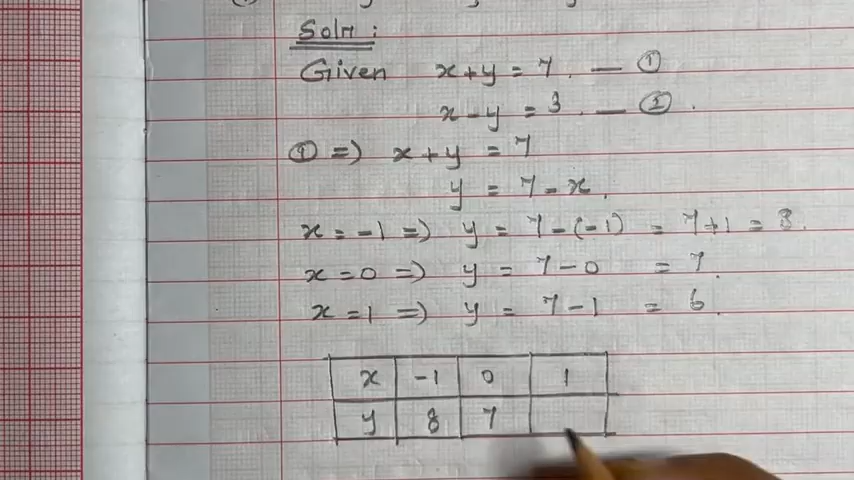 Soln :
Given x+y = 7. — ①
x-y = 3. — ②.
① => x+y = 7
y = 7-x.
x = -1 => y = 7-(-1) = 7+1 = 8.
x = 0 => y = 7-0 = 7.
x = 1 => y = 7-1 = 6.
x -1 0 1
y 8 7